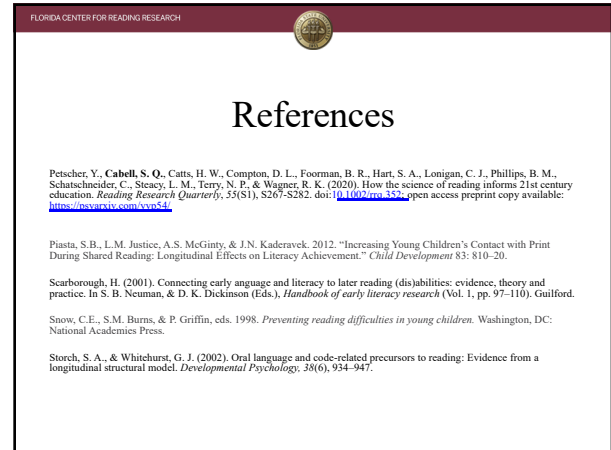 FLORIDA CENTER FOR READING RESEARCH
References
Petscher, Y., Cabell, S. Q., Catts, H. W., Compton, D. L., Foorman, B. R., Hart, S. A., Lonigan, C. J., Phillips, B. M.,
Schatschneider, C., Steacy, L. M., Terry, N. P., & Wagner, R. K. (2020). How the science of reading informs 21st century
education. Reading Research Quarterly, 55(S1), S267-S282. doi:10.1002/rrq.352; open access preprint copy available:
https://psyarxiv.com/yvp54/
Piasta, S.B., L.M. Justice, A.S. McGinty, & J.N. Kaderavek. 2012. “Increasing Young Children’s Contact with Print
During Shared Reading: Longitudinal Effects on Literacy Achievement.” Child Development 83: 810–20.
Scarborough, H. (2001). Connecting early anguage and literacy to later reading (dis)abilities: evidence, theory and
practice. In S. B. Neuman, & D. K. Dickinson (Eds.), Handbook of early literacy research (Vol. 1, pp. 97–110). Guilford.
Snow, C.E., S.M. Burns, & P. Griffin, eds. 1998. Preventing reading difficulties in young children. Washington, DC:
National Academies Press.
Storch, S. A., & Whitehurst, G. J. (2002). Oral language and code-related precursors to reading: Evidence from a
longitudinal structural model. Developmental Psychology, 38(6), 934–947.